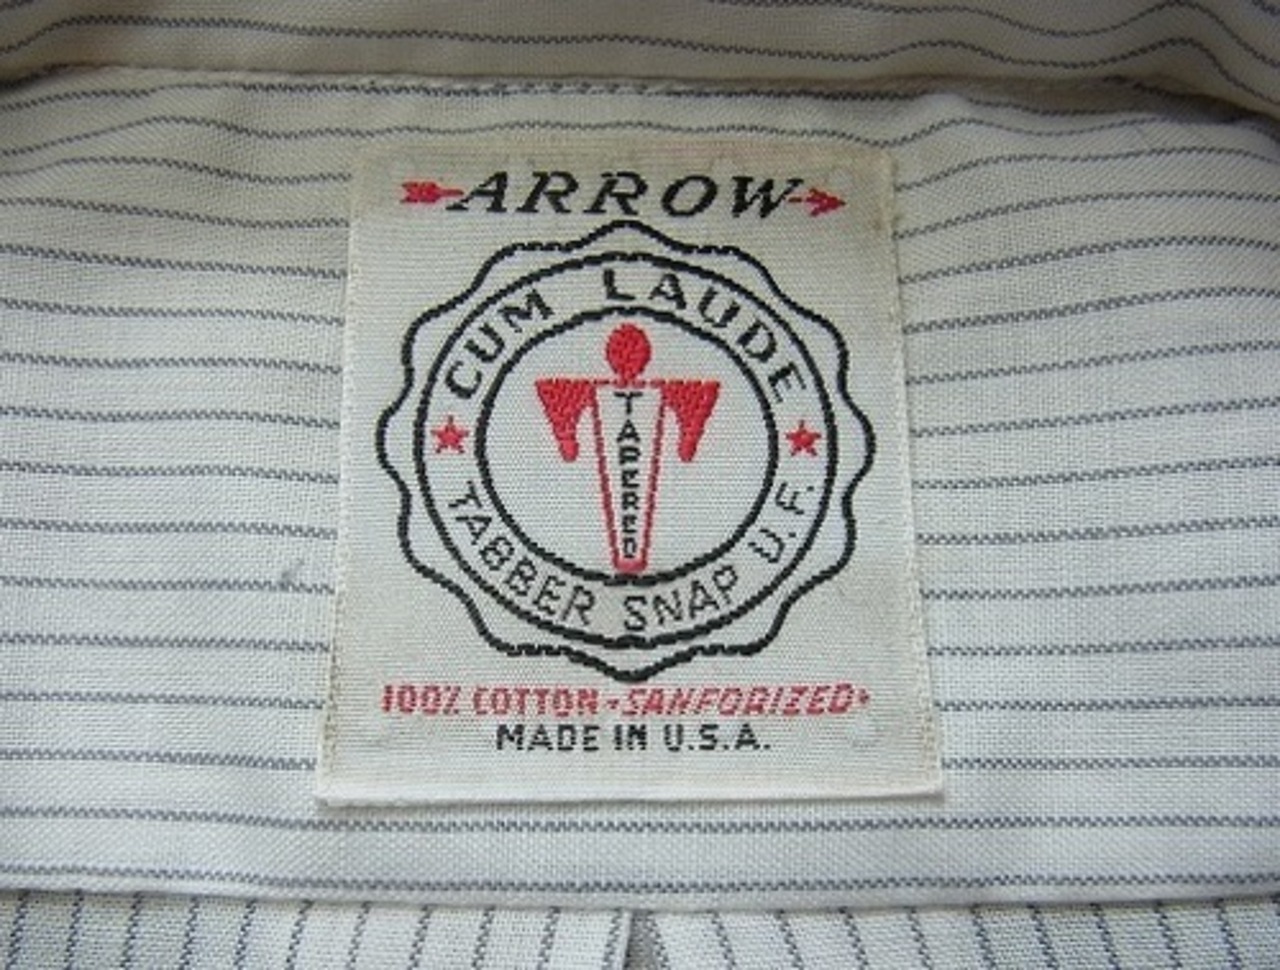 ARROW
CUM LAUDE
TAPERED
TABBER SNAP U.F.
100% COTTON • SANFORIZED •
MADE IN U.S.A.